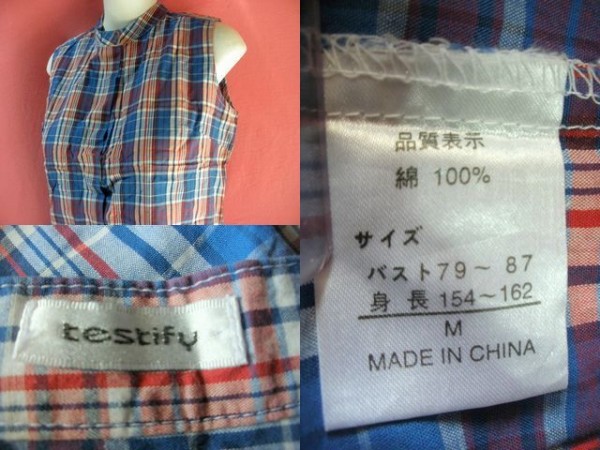 testify
品質表示
綿 100%
サイズ
バスト79～ 87
身 長 154～162
M
MADE IN CHINA